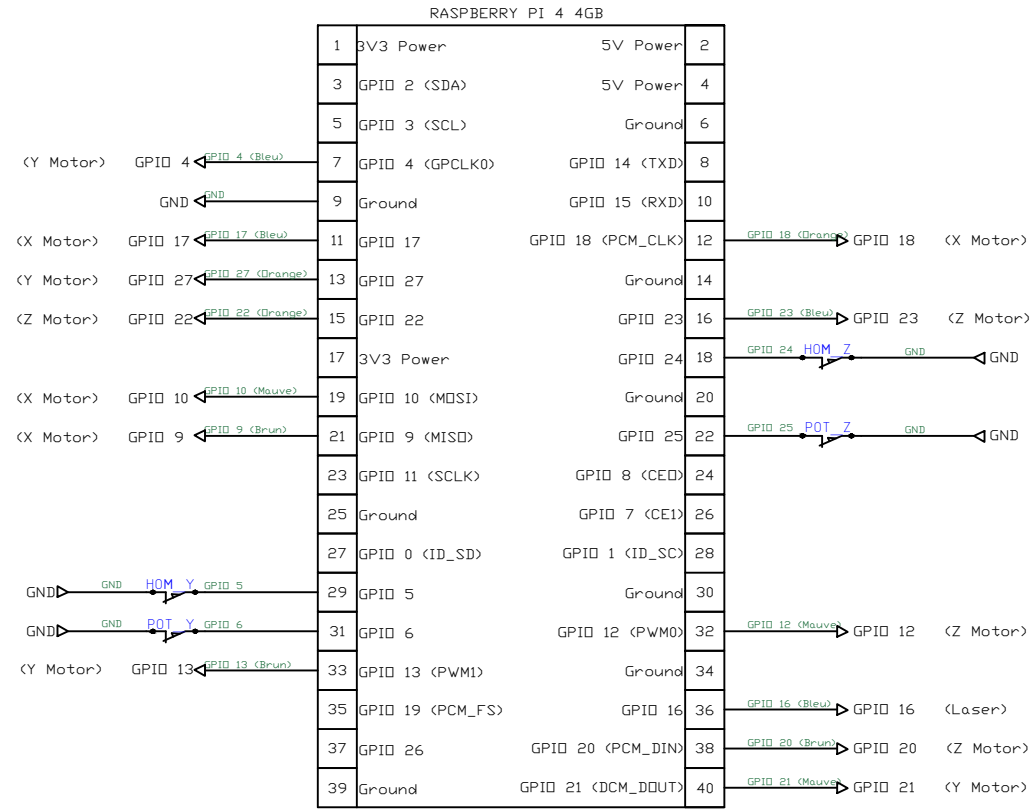 RASPBERRY PI 4 4GB
1 3V3 Power 5V Power 2
3 GPIO 2 (SDA) 5V Power 4
5 GPIO 3 (SCL) Ground 6
(Y Motor) GPIO 4 GPIO 4 (Bleu) 7 GPIO 4 (GPCLK0) GPIO 14 (TXD) 8
GND GND 9 Ground GPIO 15 (RXD) 10
(X Motor) GPIO 17 GPIO 17 (Bleu) 11 GPIO 17 GPIO 18 (PCM_CLK) 12 GPIO 18 (Orange) GPIO 18 (X Motor)
(Y Motor) GPIO 27 GPIO 27 (Orange) 13 GPIO 27 Ground 14
(Z Motor) GPIO 22 GPIO 22 (Orange) 15 GPIO 22 GPIO 23 16 GPIO 23 (Bleu) GPIO 23 (Z Motor)
17 3V3 Power GPIO 24 18 GPIO 24 HOM_Z GND GND
(X Motor) GPIO 10 GPIO 10 (Mauve) 19 GPIO 10 (MOSI) Ground 20
(X Motor) GPIO 9 GPIO 9 (Brun) 21 GPIO 9 (MISO) GPIO 25 22 GPIO 25 POT_Z GND GND
23 GPIO 11 (SCLK) GPIO 8 (CEO) 24
25 Ground GPIO 7 (CE1) 26
27 GPIO 0 (ID_SD) GPIO 1 (ID_SC) 28
GND GND HOM_Y GPIO 5 29 GPIO 5 Ground 30
GND GND POT_Y GPIO 6 31 GPIO 6 GPIO 12 (PWM0) 32 GPIO 12 (Mauve) GPIO 12 (Z Motor)
(Y Motor) GPIO 13 GPIO 13 (Brun) 33 GPIO 13 (PWM1) Ground 34
35 GPIO 19 (PCM_FS) GPIO 16 36 GPIO 16 (Bleu) GPIO 16 (Laser)
37 GPIO 26 GPIO 20 (PCM_DIN) 38 GPIO 20 (Brun) GPIO 20 (Z Motor)
39 Ground GPIO 21 (DCM_DOUT) 40 GPIO 21 (Mauve) GPIO 21 (Y Motor)